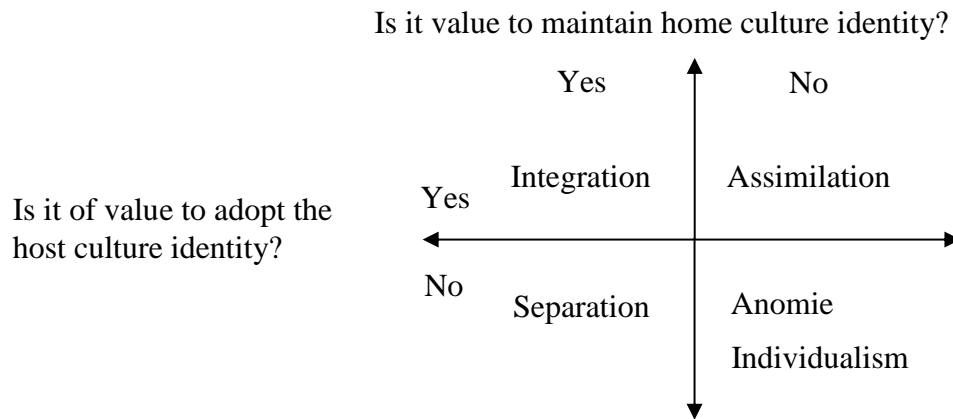 Is it value to maintain home culture identity?
Yes No
Integration Assimilation
Is it of value to adopt the
host culture identity?
Yes
No
Separation
Anomie
Individualism